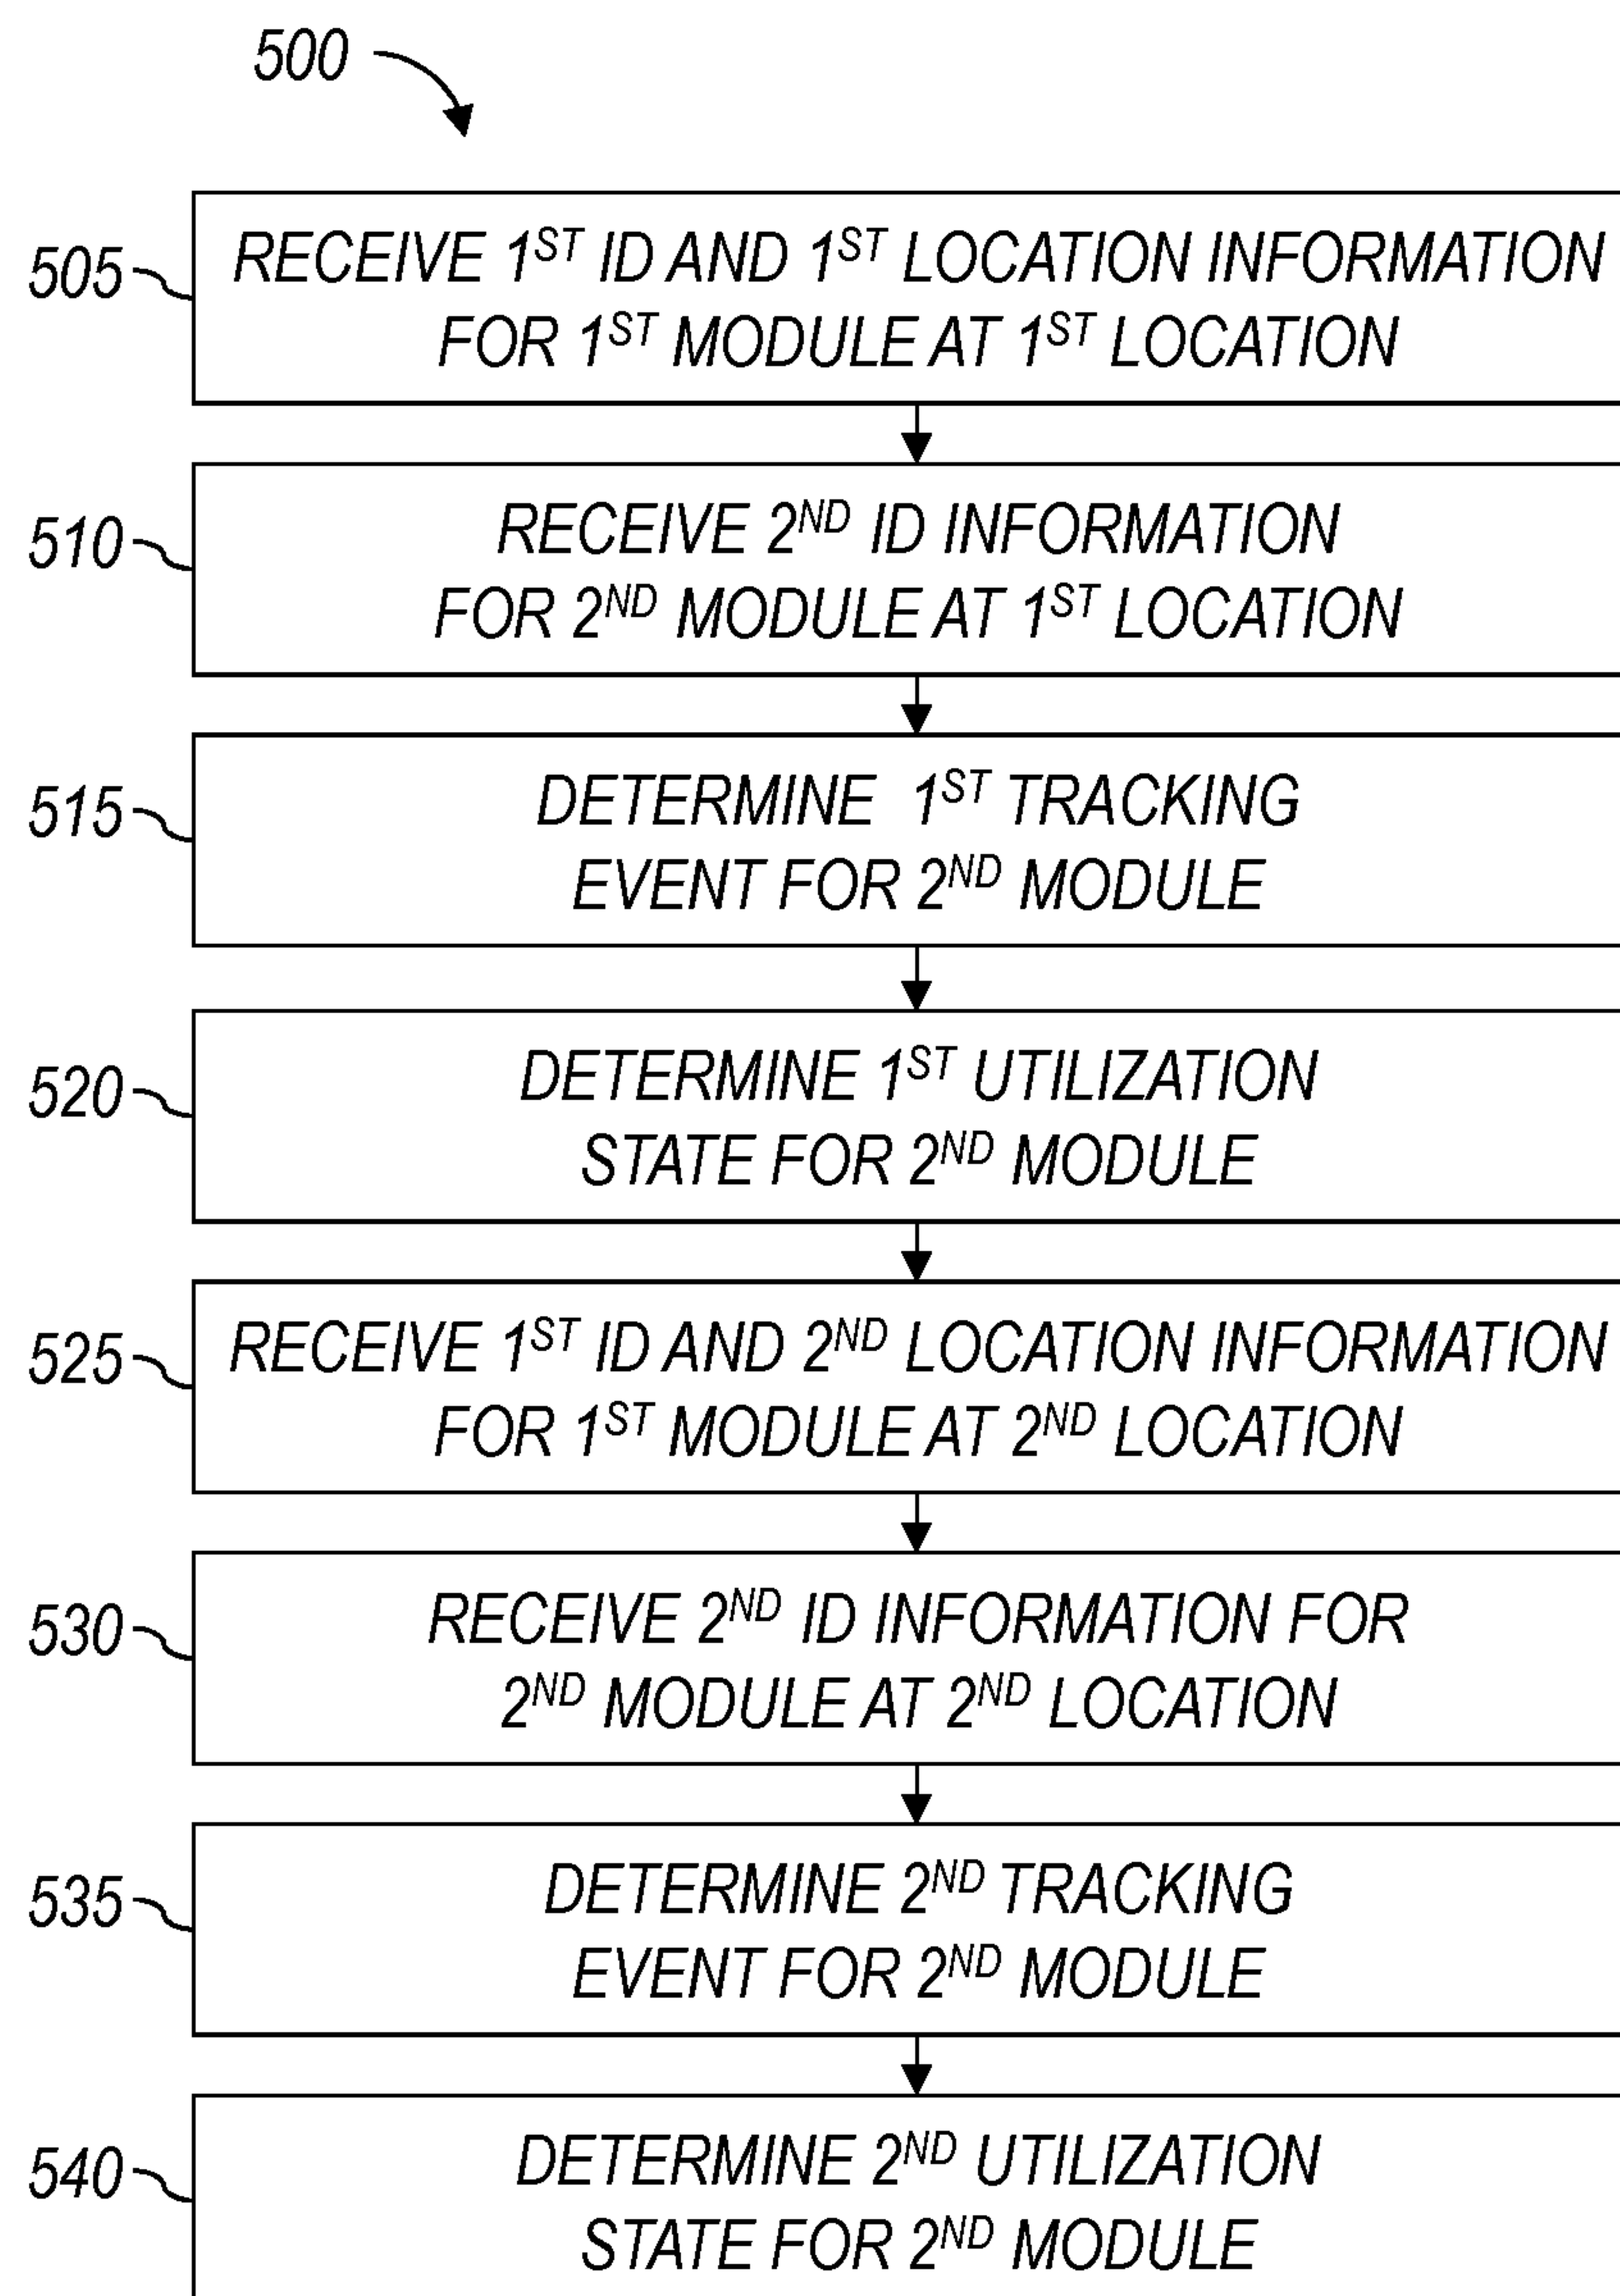 500
505
RECEIVE 1ST ID AND 1ST LOCATION INFORMATION
FOR 1ST MODULE AT 1ST LOCATION
510
RECEIVE 2ND ID INFORMATION
FOR 2ND MODULE AT 1ST LOCATION
515
DETERMINE 1ST TRACKING
EVENT FOR 2ND MODULE
520
DETERMINE 1ST UTILIZATION
STATE FOR 2ND MODULE
525
RECEIVE 1ST ID AND 2ND LOCATION INFORMATION
FOR 1ST MODULE AT 2ND LOCATION
530
RECEIVE 2ND ID INFORMATION FOR
2ND MODULE AT 2ND LOCATION
535
DETERMINE 2ND TRACKING
EVENT FOR 2ND MODULE
540
DETERMINE 2ND UTILIZATION
STATE FOR 2ND MODULE